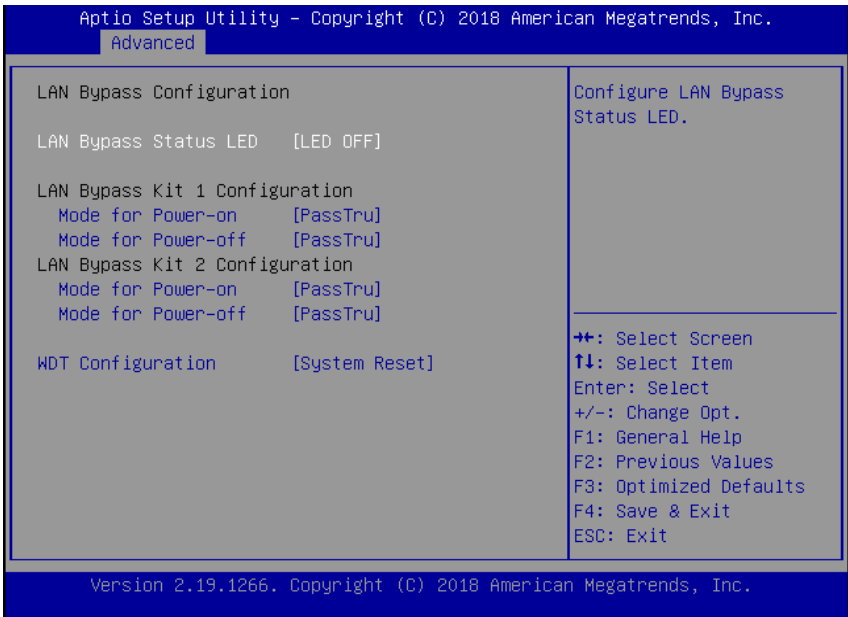 Aptio Setup Utility – Copyright (C) 2018 American Megatrends, Inc.
Advanced
LAN Bypass Configuration
LAN Bypass Status LED [LED OFF]
LAN Bypass Kit 1 Configuration
Mode for Power-on [PassTru]
Mode for Power-off [PassTru]
LAN Bypass Kit 2 Configuration
Mode for Power-on [PassTru]
Mode for Power-off [PassTru]
WDT Configuration [System Reset]
Configure LAN Bypass
Status LED.
→←: Select Screen
↑↓: Select Item
Enter: Select
+/-: Change Opt.
F1: General Help
F2: Previous Values
F3: Optimized Defaults
F4: Save & Exit
ESC: Exit
Version 2.19.1266. Copyright (C) 2018 American Megatrends, Inc.